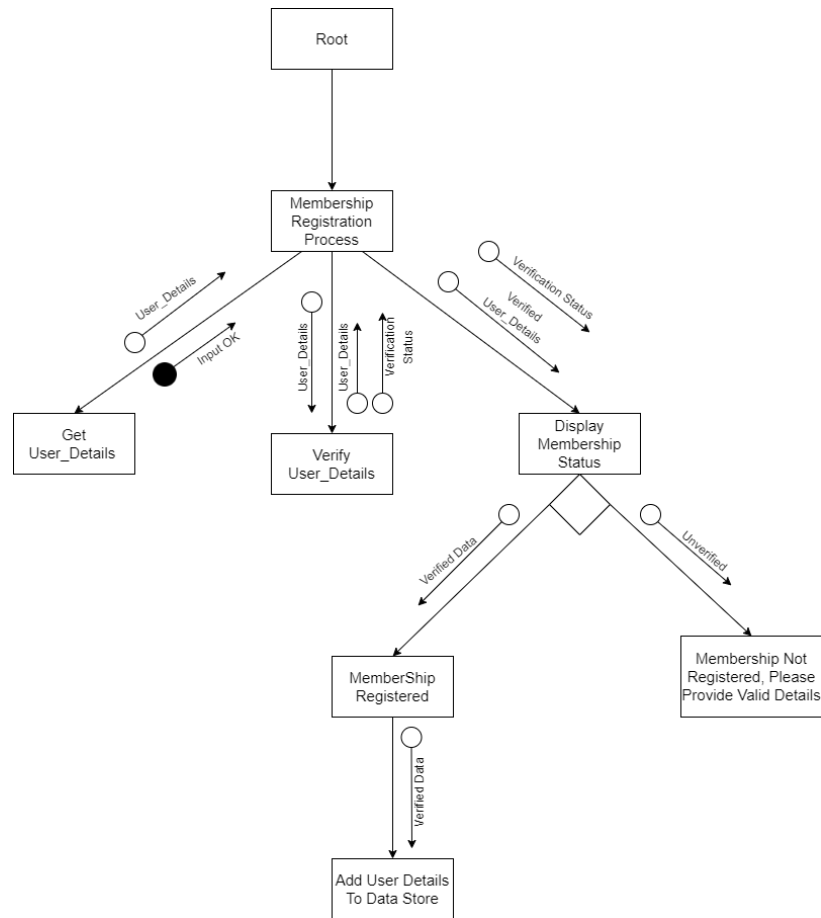 Root
Membership
Registration
Process
User_Details
Input OK
User_Details
User_Details
Verification
Status
Verification Status
Verified
User_Details
Get
User_Details
Verify
User_Details
Display
Membership
Status
Verified Data
Unverified
MemberShip
Registered
Membership Not
Registered, Please
Provide Valid Details
Verified Data
Add User Details
To Data Store